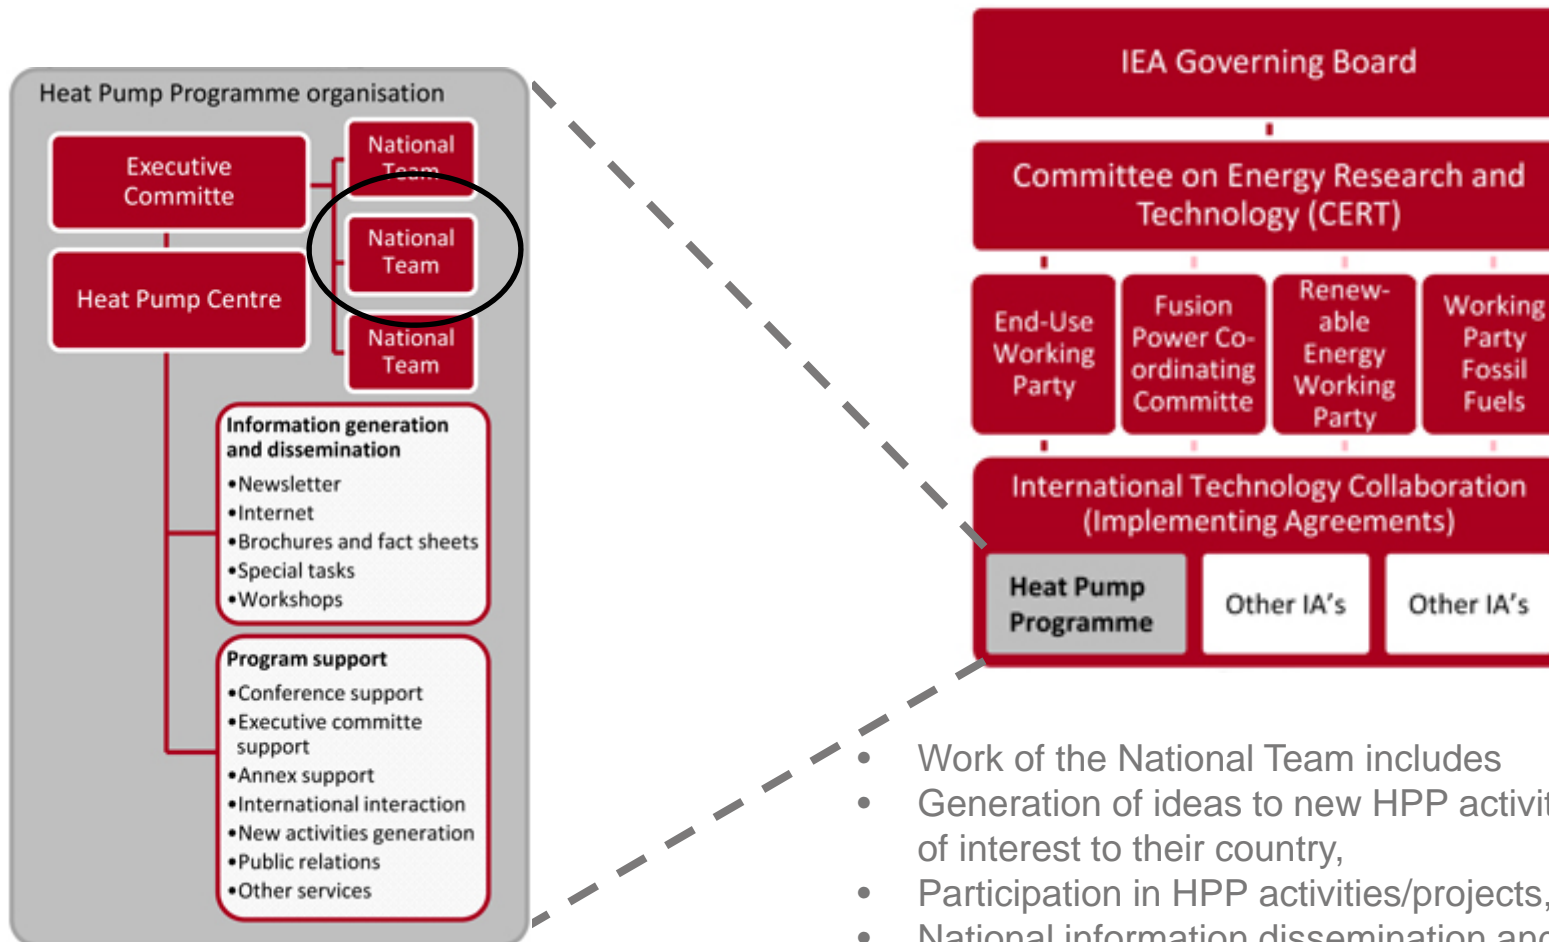 Heat Pump Programme organisation
Executive
Committe
Heat Pump Centre
National
Team
National
Team
National
Team
Information generation
and dissemination
•Newsletter
•Internet
•Brochures and fact sheets
•Special tasks
•Workshops
Program support
•Conference support
•Executive committe
support
•Annex support
•International interaction
•New activities generation
•Public relations
•Other services
IEA Governing Board
Committee on Energy Research and
Technology (CERT)
End-Use
Working
Party
Fusion
Power Co-
ordinating
Committe
Renew-
able
Energy
Working
Party
Working
Party
Fossil
Fuels
International Technology Collaboration
(Implementing Agreements)
Heat Pump
Programme
Other IA's
Other IA's
• Work of the National Team includes
• Generation of ideas to new HPP
of interest to their country,
• Participation in HPP activities/projects,
• National information dissemination and